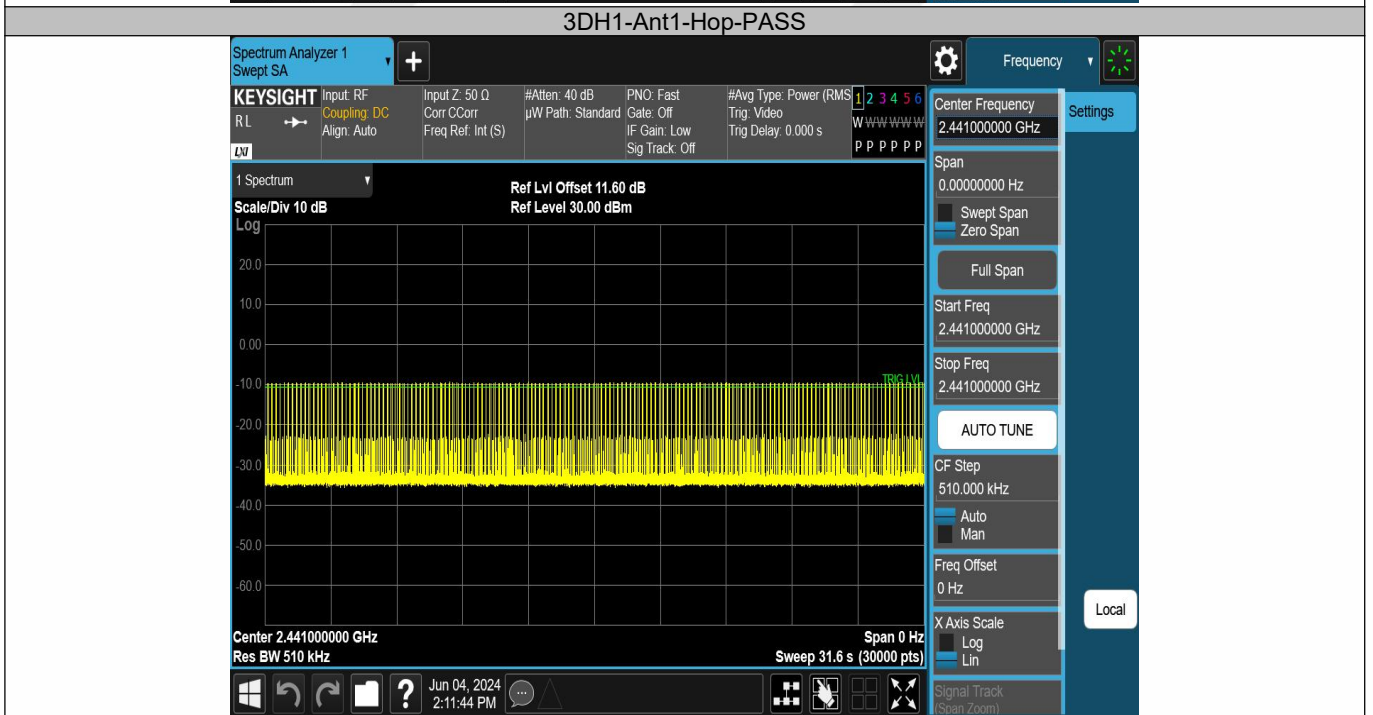 3DH1-Ant1-Hop-PASS
Spectrum Analyzer 1
Swept SA
Frequency
KEYSIGHT
RL
LXI
Input: RF
Coupling: DC
Align: Auto
Input Z: 50 Ω
Corr CCorr
Freq Ref: Int (S)
#Atten: 40 dB
µW Path: Standard
PNO: Fast
Gate: Off
IF Gain: Low
Sig Track: Off
#Avg Type: Power (RMS
Trig: Video
Trig Delay: 0.000 s
1 2 3 4 5 6
W W W W W W
P P P P P P
Center Frequency
2.441000000 GHz
Settings
Span
0.00000000 Hz
Swept Span
Zero Span
Full Span
Start Freq
2.441000000 GHz
Stop Freq
2.441000000 GHz
AUTO TUNE
CF Step
510.000 kHz
Auto
Man
Freq Offset
0 Hz
X Axis Scale
Log
Lin
Signal Track
(Span Zoom)
Local
1 Spectrum
Scale/Div 10 dB
Ref Lvl Offset 11.60 dB
Ref Level 30.00 dBm
Log
20.0
10.0
0.00
-10.0
-20.0
-30.0
-40.0
-50.0
-60.0
TRIG LVL
Center 2.441000000 GHz
Span 0 Hz
Res BW 510 kHz
Sweep 31.6 s (30000 pts)
?
Jun 04, 2024
2:11:44 PM